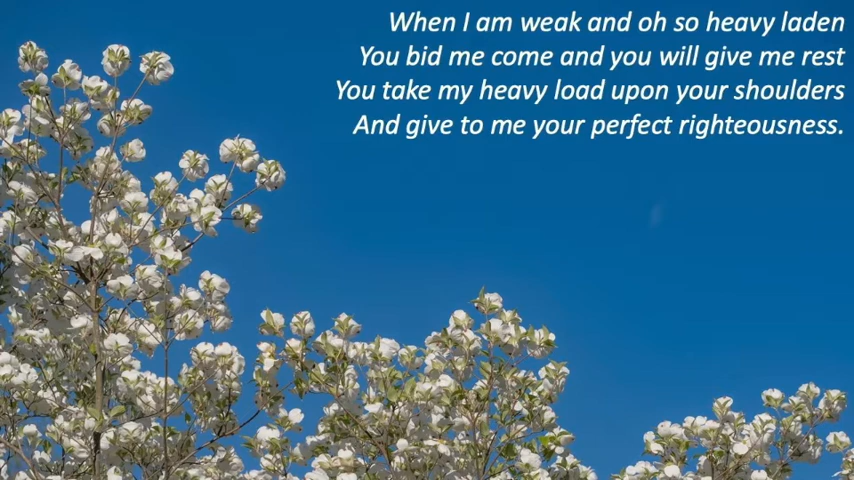 When I am weak and oh so heavy laden
You bid me come and you will give me rest
You take my heavy load upon your shoulders
And give to me your perfect righteousness.